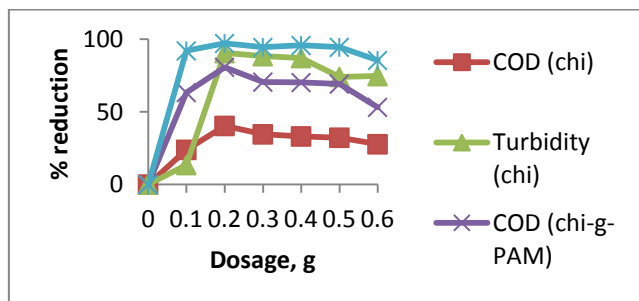 100
50
0
% reduction
0 0.1 0.2 0.3 0.4 0.5 0.6
Dosage, g
COD (chi)
Turbidity
(chi)
COD (chi-g-
PAM)